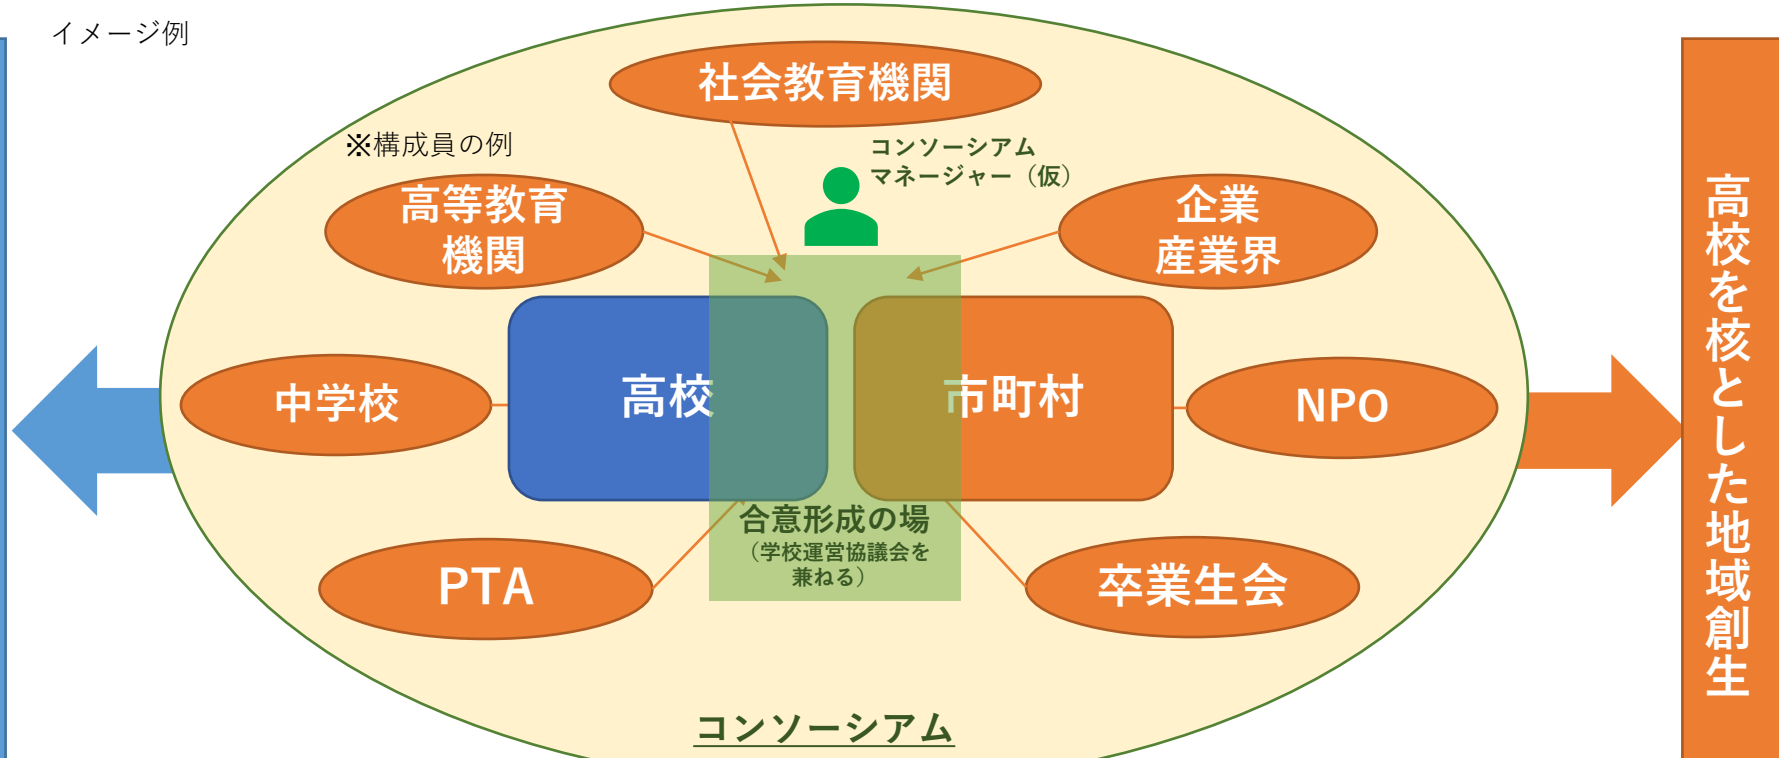 イメージ例
社会教育機関
※構成員の例
コンソーシアム
マネージャー（仮）
高等教育
機関
企業
産業界
中学校
高校
市町村
NPO
合意形成の場
（学校運営協議会を
兼ねる）
PTA
卒業生会
コンソーシアム
高校を核とした地域創生